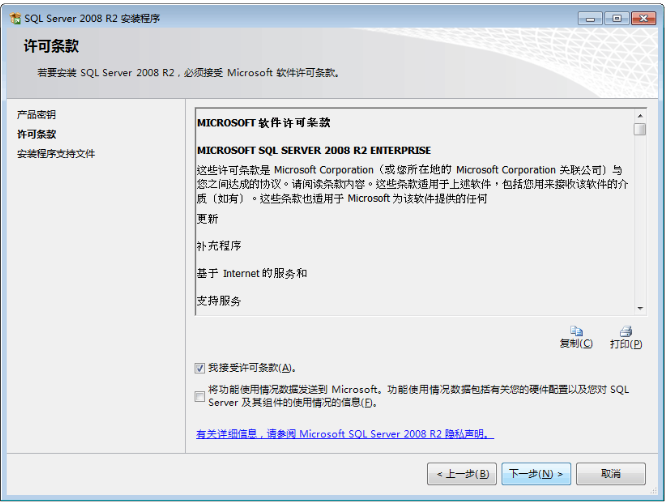 SQL Server 2008 R2 安装程序
许可条款
若要安装 SQL Server 2008 R2，必须接受 Microsoft 软件许可条款。
产品密钥
许可条款
安装程序支持文件
MICROSOFT 软件许可条款
MICROSOFT SQL SERVER 2008 R2 ENTERPRISE
这些许可条款是 Microsoft Corporation（或您所在地的 Microsoft Corporation 关联公司）与
您之间达成的协议。请阅读条款内容。这些条款适用于上述软件，包括您用来接收该软件的介
质（如有）。这些条款也适用于 Microsoft 为该软件提供的任何
更新
补充程序
基于 Internet 的服务和
支持服务
复制(C)
打印(P)
我接受许可条款(A)。
将功能使用情况数据发送到 Microsoft。功能使用情况数据包括有关您的硬件配置以及您对 SQL
Server 及其组件的使用情况的信息(F)。
有关详细信息，请参阅 Microsoft SQL Server 2008 R2 隐私声明。
< 上一步(B)
下一步(N) >
取消